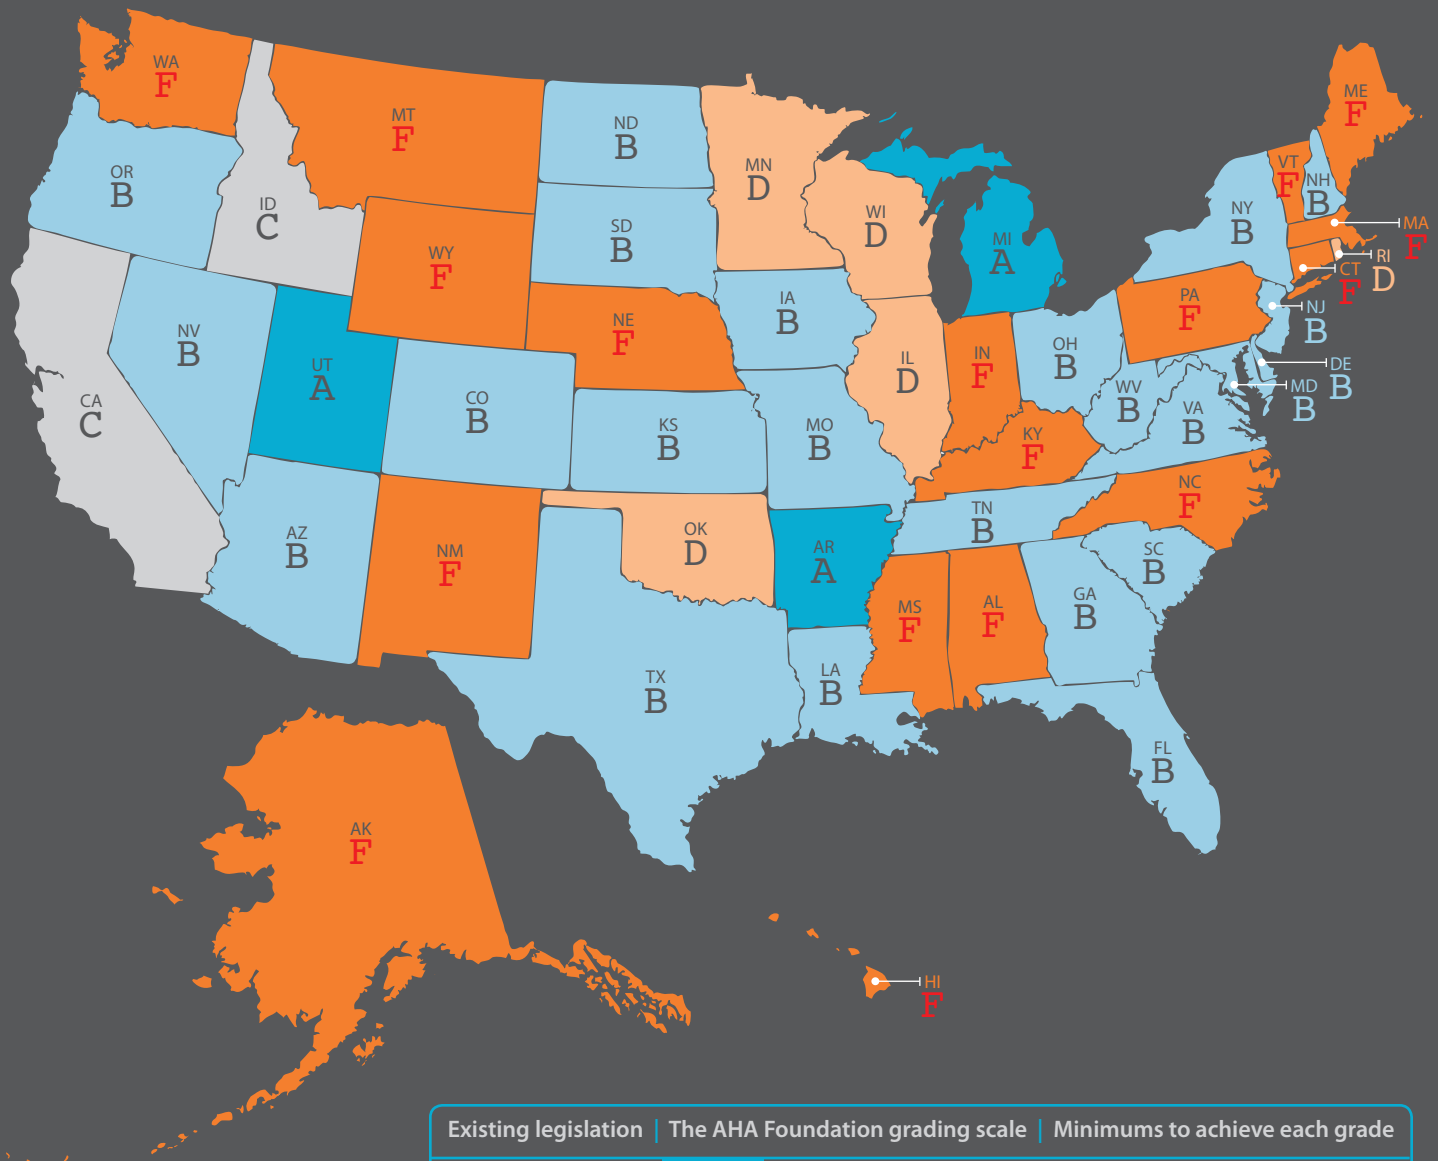 WA
F
MT
F
ND
B
MN
D
ME
F
VT
F
NH
B
OR
B
ID
C
WI
D
NY
B
MA
F
SD
B
MI
A
RI
D
CT
F
WY
F
IA
B
PA
F
NJ
B
NE
F
NV
B
OH
B
IN
F
IL
D
UT
A
DE
B
MD
B
WV
B
VA
B
CA
C
CO
B
KS
B
MO
B
KY
F
NC
F
TN
B
AZ
B
NM
F
OK
D
AR
A
SC
B
MS
F
AL
F
GA
B
TX
B
LA
B
FL
B
AK
F
HI
F
Existing legislation | The AHA Foundation grading scale | Minimums to achieve each grade